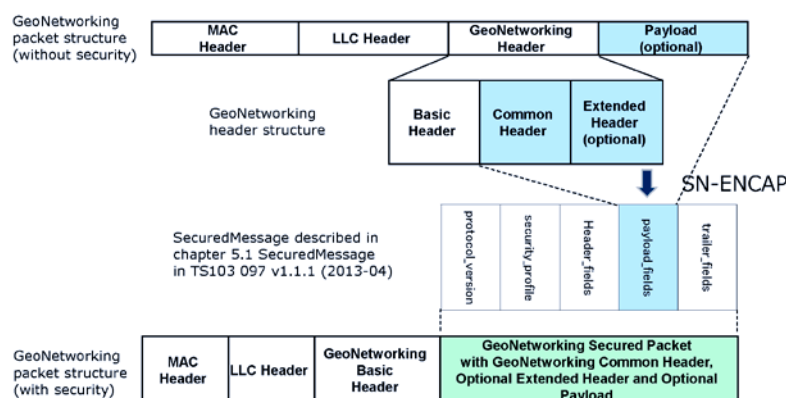 GeoNetworking
packet structure
(without security)
MAC
Header
LLC Header
GeoNetworking
Header
Payload
(optional)
GeoNetworking
header structure
Basic
Header
Common
Header
Extended
Header
(optional)
SN-ENCAP
SecuredMessage described in
chapter 5.1 SecuredMessage
in TS103 097 v1.1.1 (2013-04)
protocol_version
security_profile
Header_fields
payload_fields
trailer_fields
GeoNetworking
packet structure
(with security)
MAC
Header
LLC Header
GeoNetworking
Basic
Header
GeoNetworking Secured Packet
with GeoNetworking Common Header,
Optional Extended Header and Optional
Payload